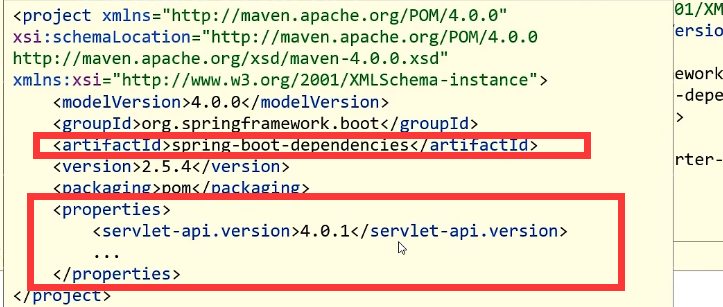 <project xmlns="http://maven.apache.org/POM/4.0.0"
xsi:schemaLocation="http://maven.apache.org/POM/4.0.0
http://maven.apache.org/xsd/maven-4.0.0.xsd"
xmlns:xsi="http://www.w3.org/2001/XMLSchema-instance">
<modelVersion>4.0.0</modelVersion>
<groupId>org.springframework.boot</groupId>
<artifactId>spring-boot-dependencies</artifactId>
<version>2.5.4</version>
<packaging>pom</packaging>
<properties>
<servlet-api.version>4.0.1</servlet-api.version>
...
</properties>
</project>
01/XM
Versio
ework
-depe
>
rter-